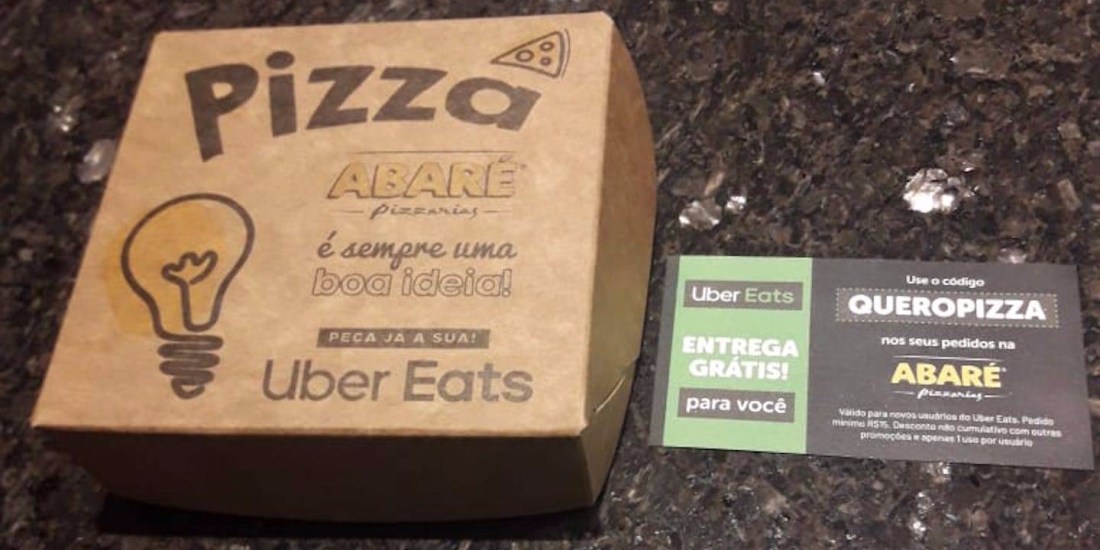 Pizza
ABARÉ
Pizzarias
é sempre uma
boa ideia!
PEÇA JÁ A SUA!
Uber Eats
Uber Eats
ENTREGA
GRÁTIS!
para você
Use o código
QUEROPIZZA
nos seus pedidos na
ABARÉ
Pizzarias
Válido para novos usuários do Uber Eats. Pedido
mínimo R$15. Desconto não cumulativo com outras
promoções e apenas 1 uso por usuário